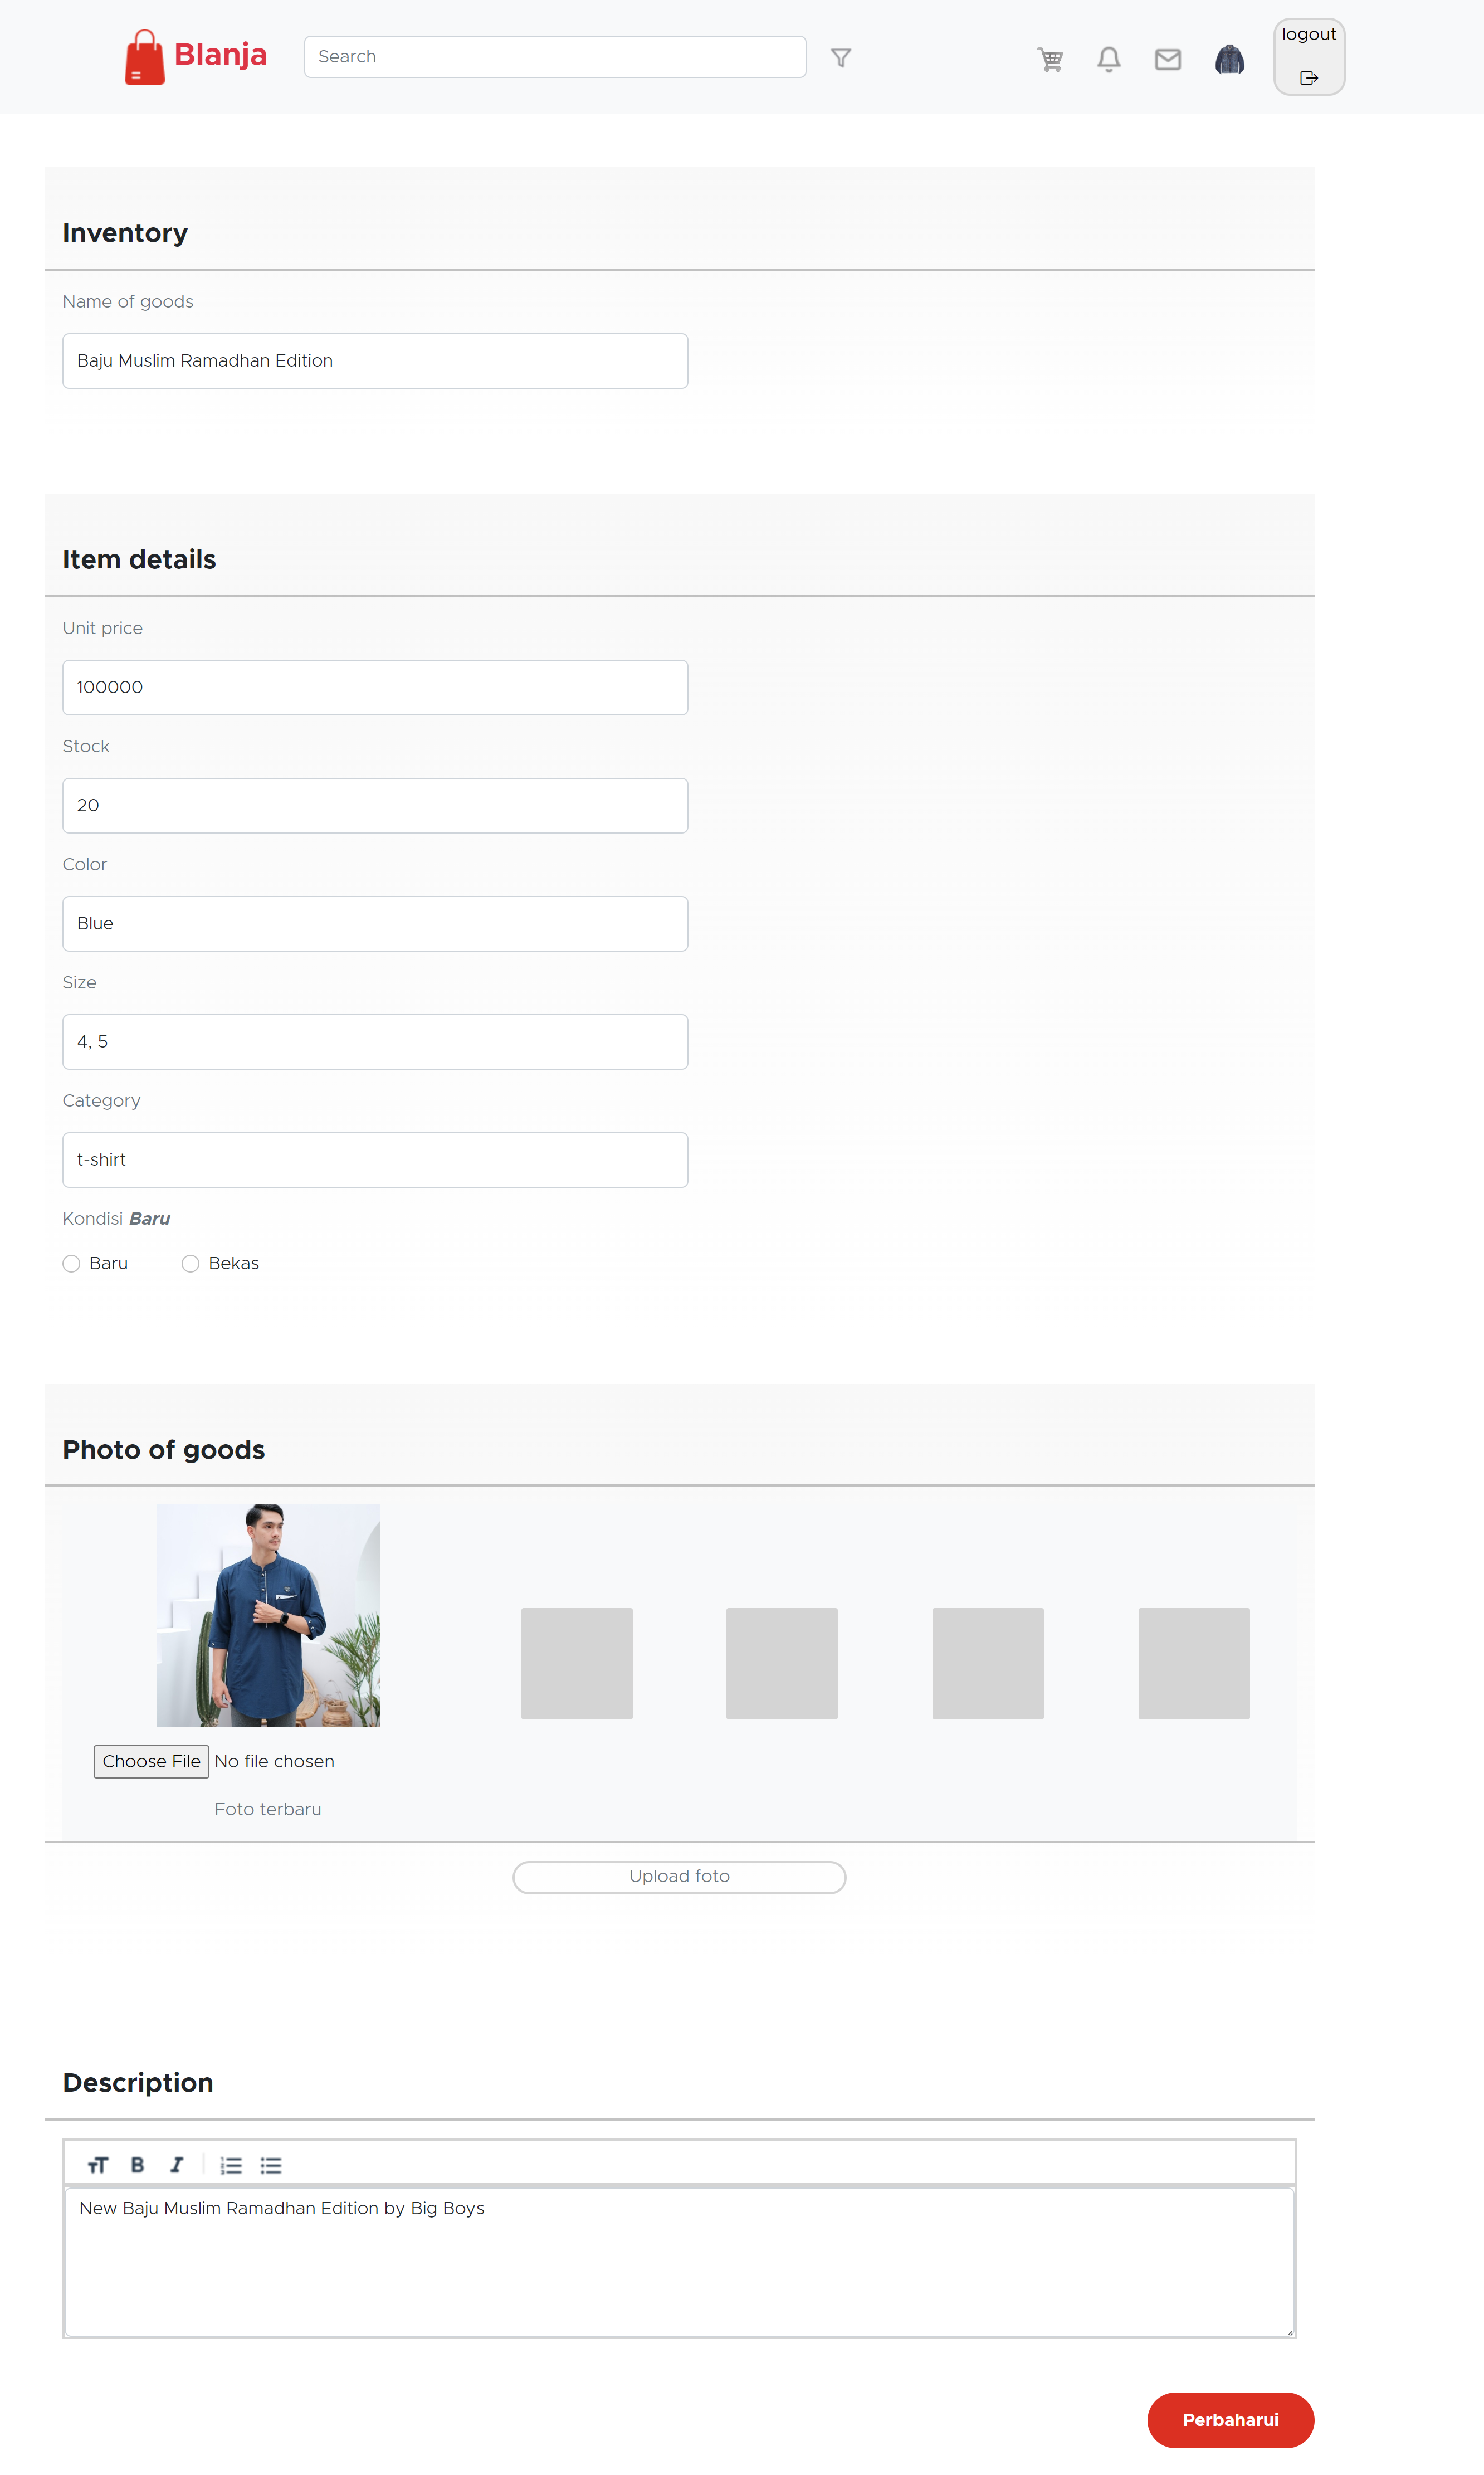 Blanja
Search
logout
Inventory
Name of goods
Baju Muslim Ramadhan Edition
Item details
Unit price
100000
Stock
20
Color
Blue
Size
4, 5
Category
t-shirt
Kondisi Baru
Baru Bekas
Photo of goods
Choose File No file chosen
Foto terbaru
Upload foto
Description
New Baju Muslim Ramadhan Edition by Big Boys
Perbaharui